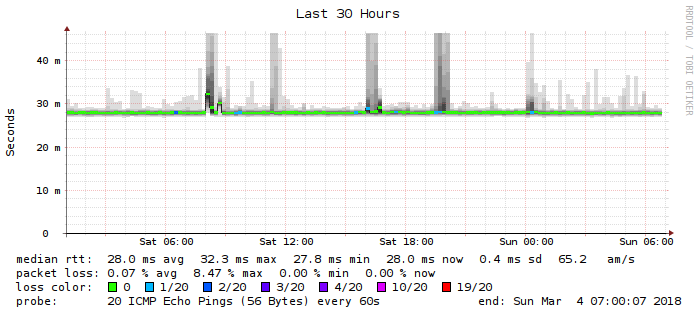 Last 30 Hours
RRDTOOL / TOBI OETIKER
Seconds
40 m
30 m
20 m
10 m
0
Sat 06:00 Sat 12:00 Sat 18:00 Sun 00:00 Sun 06:00
median rtt: 28.0 ms avg 32.3 ms max 27.8 ms min 28.0 ms now 0.4 ms sd 65.2 am/s
packet loss: 0.07 % avg 8.47 % max 0.00 % min 0.00 % now
loss color: 0 1/20 2/20 3/20 4/20 10/20 19/20
probe: 20 ICMP Echo Pings (56 Bytes) every 60s end: Sun Mar 4 07:00:07 2018